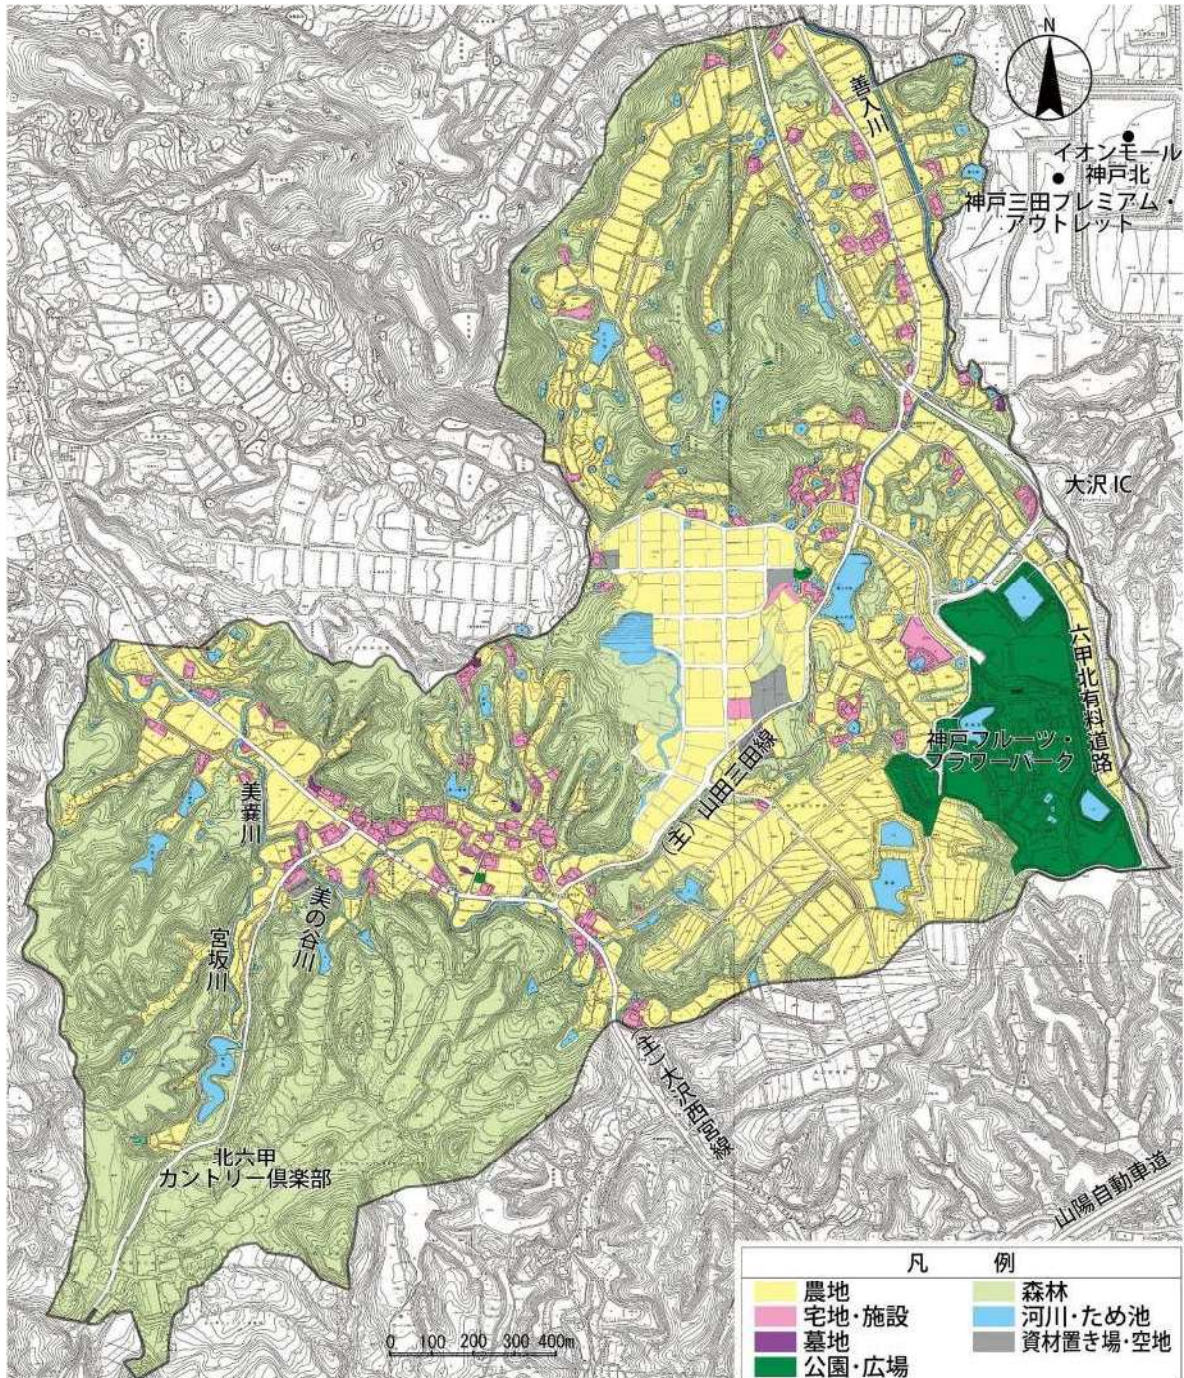 N
善入川
イオンモール
神戸北
神戸三田プレミアム・
アウトレット
大沢IC
六甲北有料道路
神戸フルーツ・
フラワーパーク
(主)山田三田線
美嚢川
美の谷川
宮坂川
(主)大沢西宮線
北六甲
カントリー倶楽部
山陽自動車道
0 100 200 300 400m
凡 例
農地
宅地・施設
墓地
公園・広場
森林
河川・ため池
資材置き場・空地